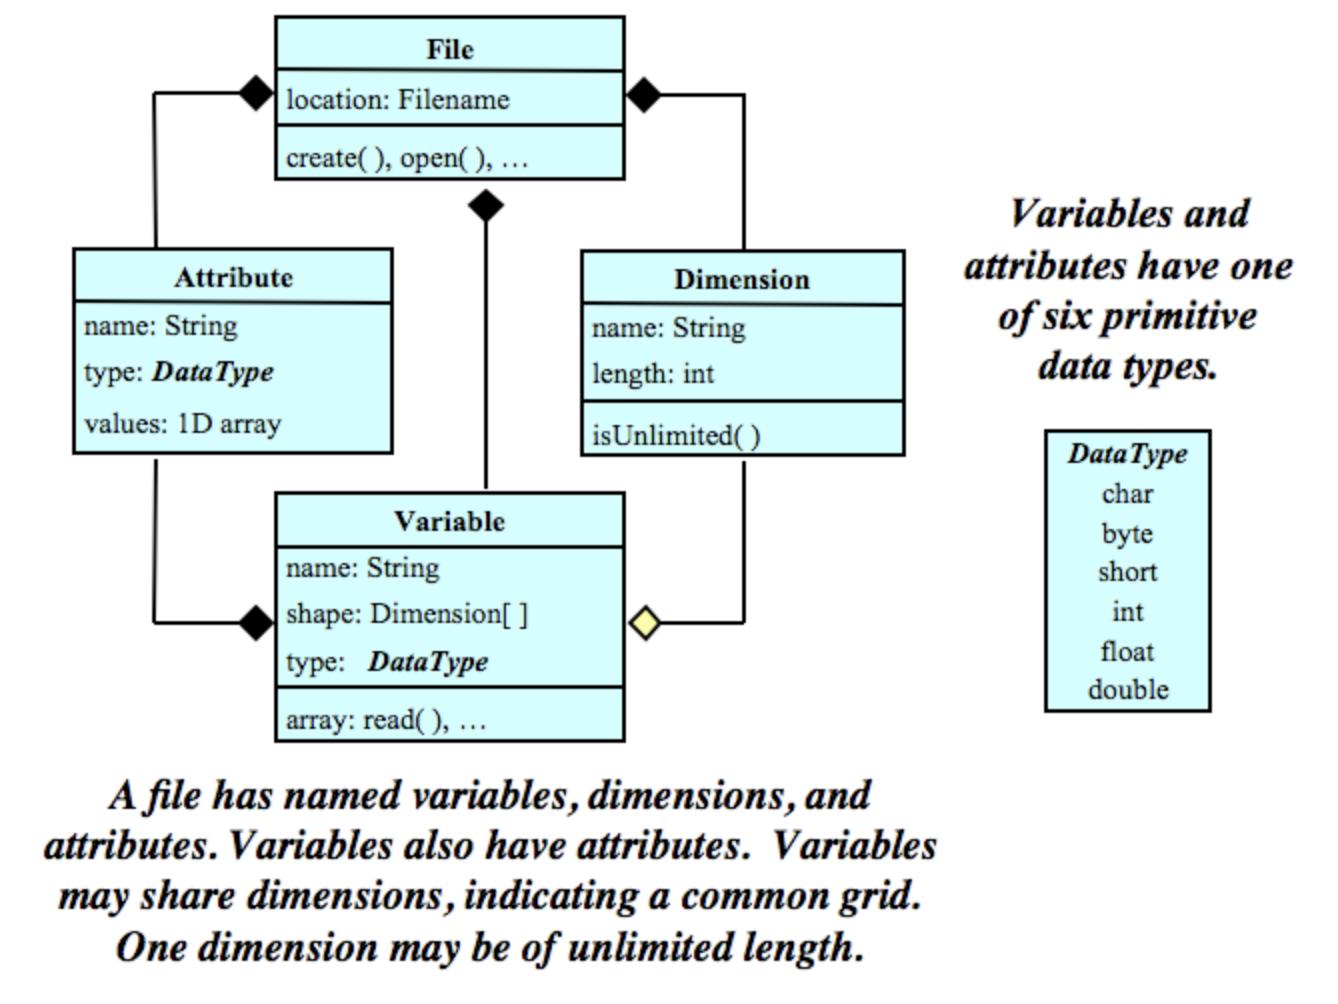 File
location: Filename
create( ), open( ), …
Attribute
name: String
type: DataType
values: 1D array
Dimension
name: String
length: int
isUnlimited( )
Variable
name: String
shape: Dimension[ ]
type: DataType
array: read( ), …
Variables and
attributes have one
of six primitive
data types.
DataType
char
byte
short
int
float
double
A file has named variables, dimensions, and
attributes. Variables also have attributes. Variables
may share dimensions, indicating a common grid.
One dimension may be of unlimited length.